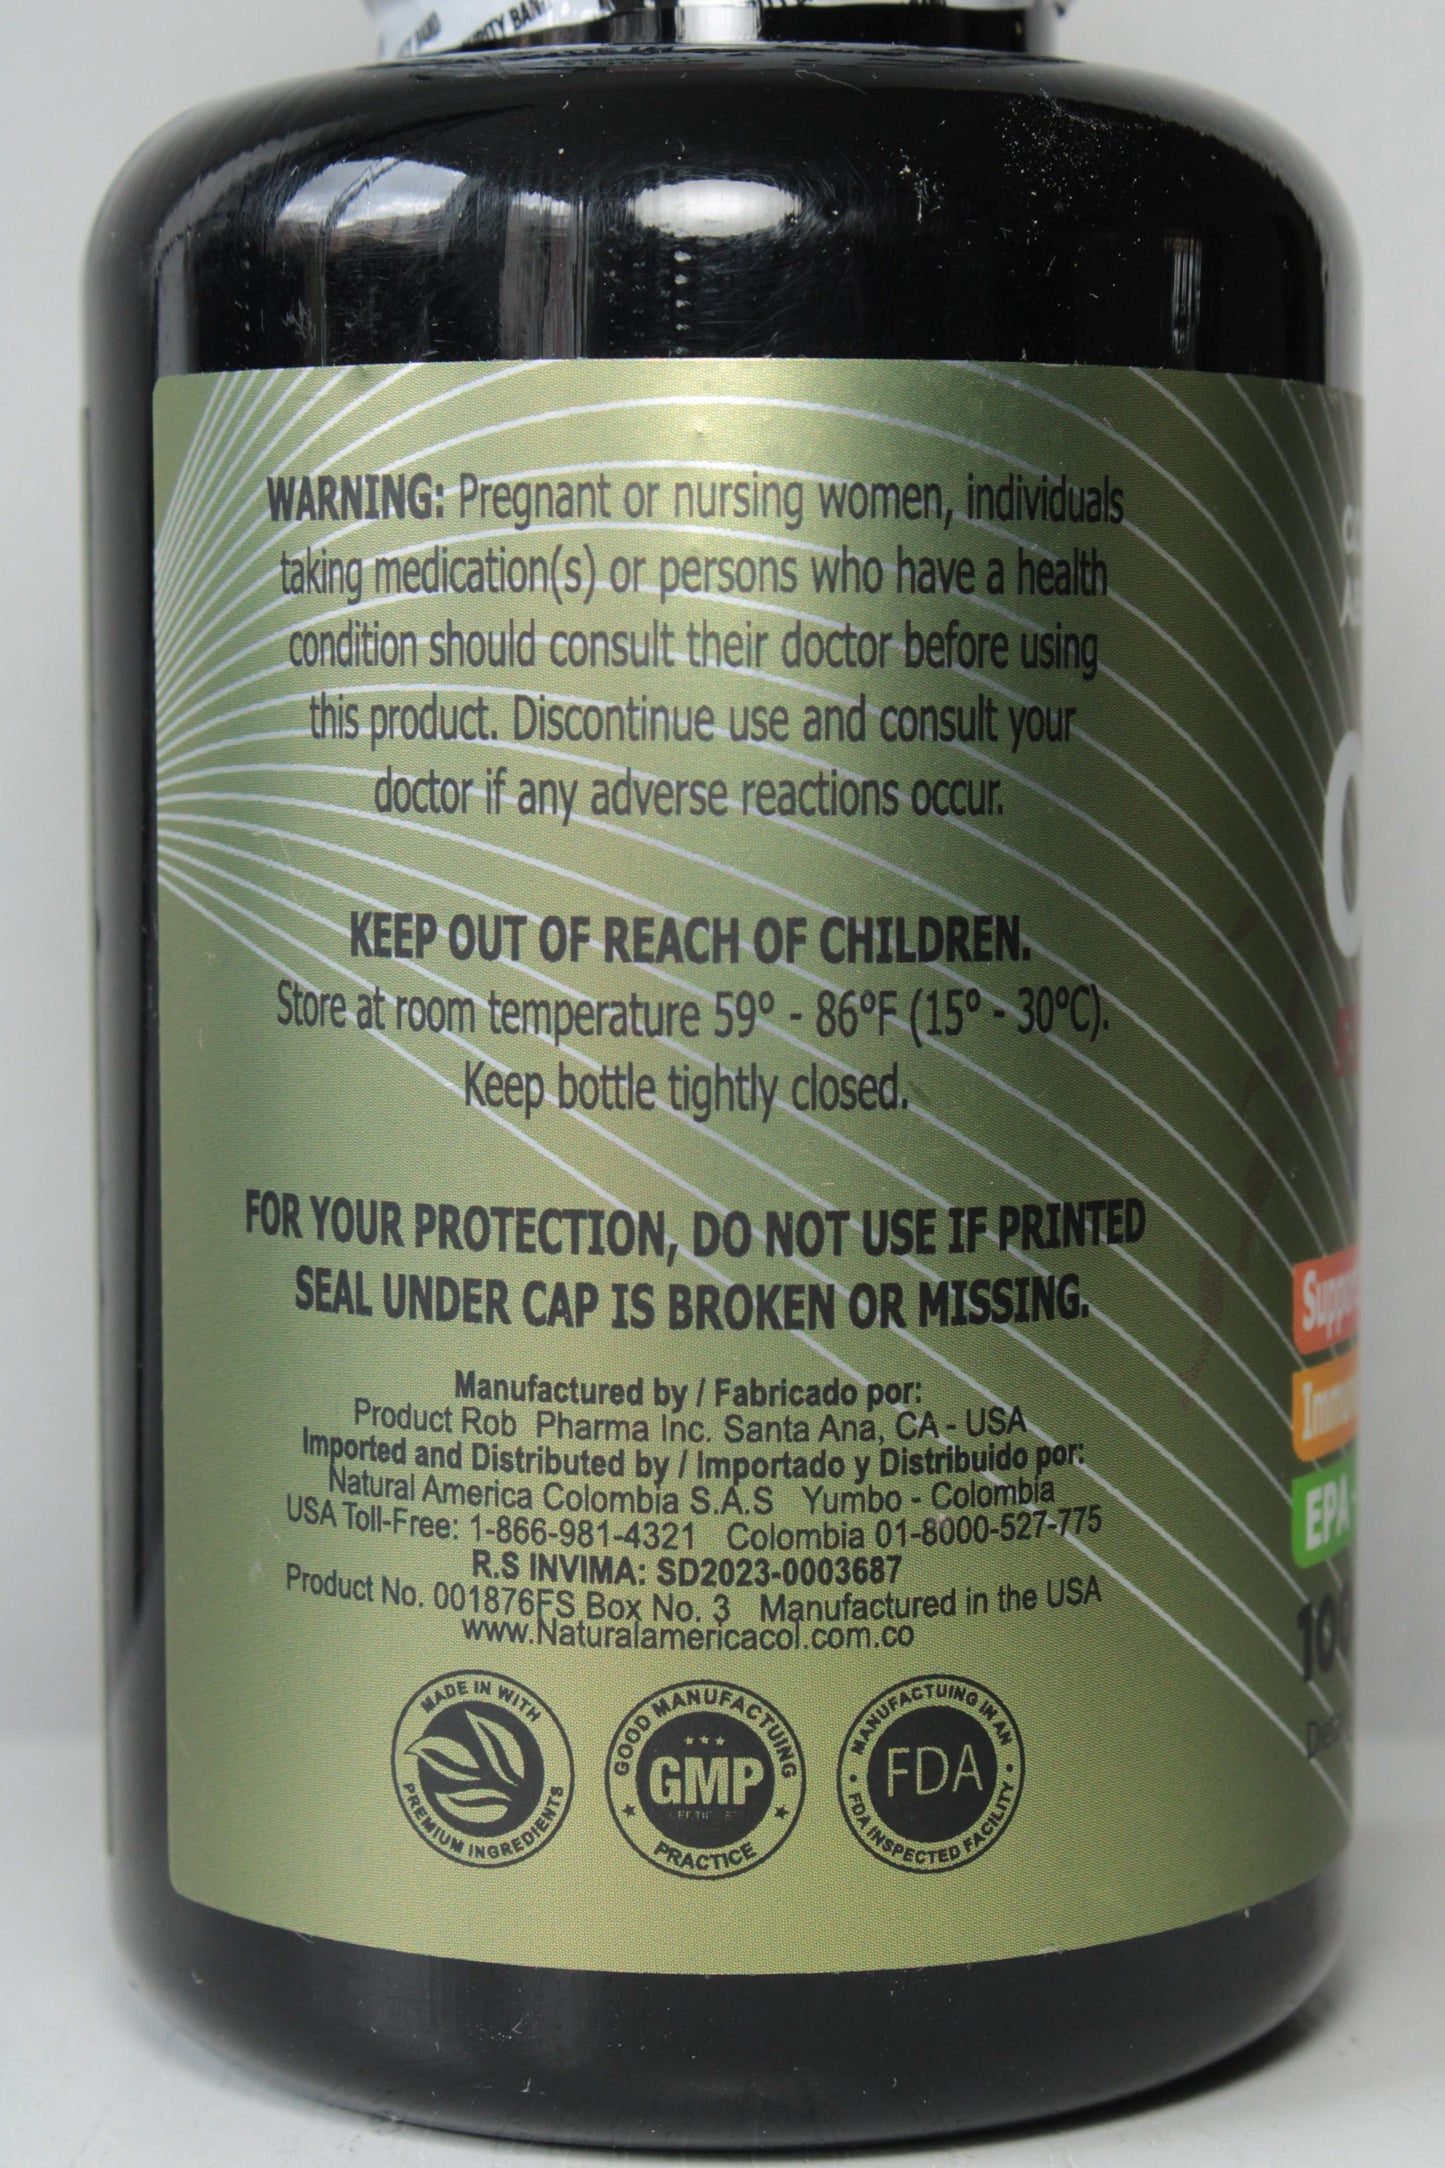 WARNING: Pregnant or nursing women, individuals
taking medication(s) or persons who have a health
condition should consult their doctor before using
this product. Discontinue use and consult your
doctor if any adverse reactions occur.
KEEP OUT OF REACH OF CHILDREN.
Store at room temperature 59º - 86ºF (15º - 30ºC).
Keep bottle tightly closed.
FOR YOUR PROTECTION, DO NOT USE IF PRINTED
SEAL UNDER CAP IS BROKEN OR MISSING.
Manufactured by / Fabricado por:
Product Rob Pharma Inc. Santa Ana, CA - USA
Imported and Distributed by / Importado y Distribuido por:
Natural America Colombia S.A.S Yumbo - Colombia
USA Toll-Free: 1-866-981-4321 Colombia 01-8000-527-775
R.S INVIMA: SD2023-0003687
Product No. 001876FS Box No. 3 Manufactured in the USA
www.Naturalamericacol.com.co
MADE IN WITH
PREMIUM INGREDIENTS
GOOD MANUFACTUING
GMP
PRACTICE
MANUFACTUING IN AN
FDA
FDA INSPECTED FACILITY
EPA